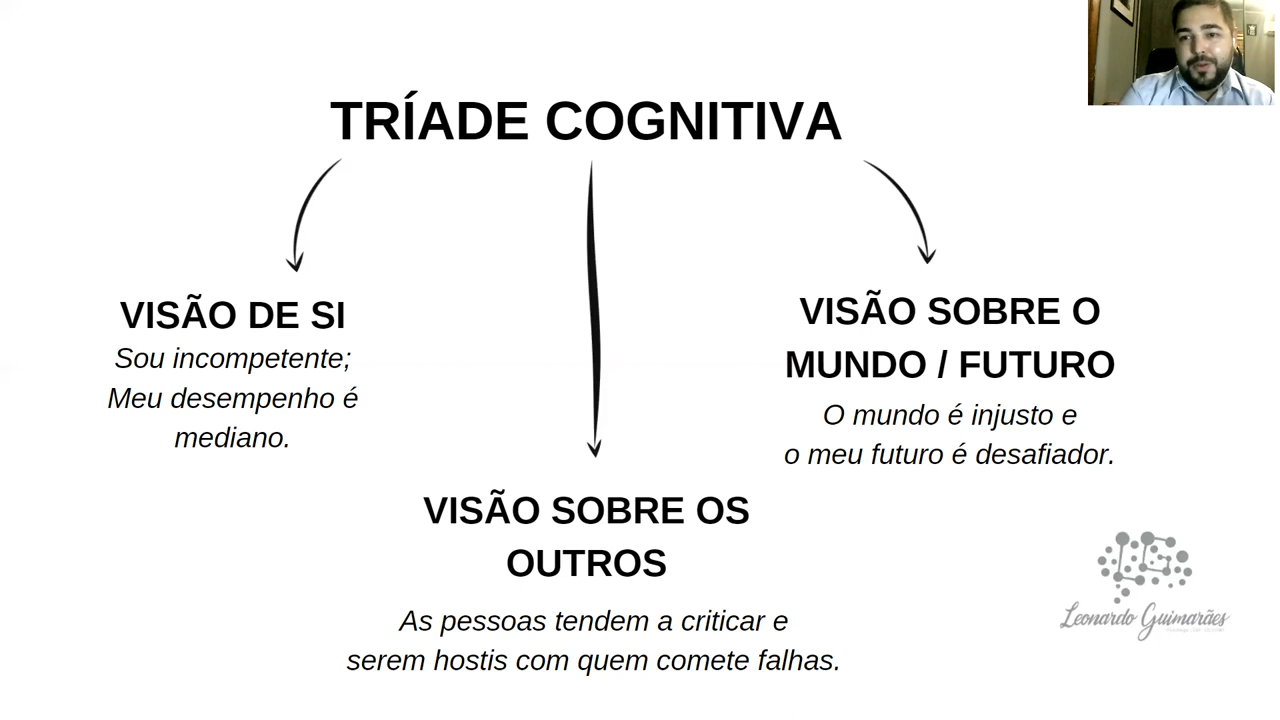 TRÍADE COGNITIVA
VISÃO DE SI
Sou incompetente;
Meu desempenho é
mediano.
VISÃO SOBRE OS
OUTROS
As pessoas tendem a criticar e
serem hostis com quem comete falhas.
VISÃO SOBRE O
MUNDO / FUTURO
O mundo é injusto e
o meu futuro é desafiador.
Leonardo Guimarães